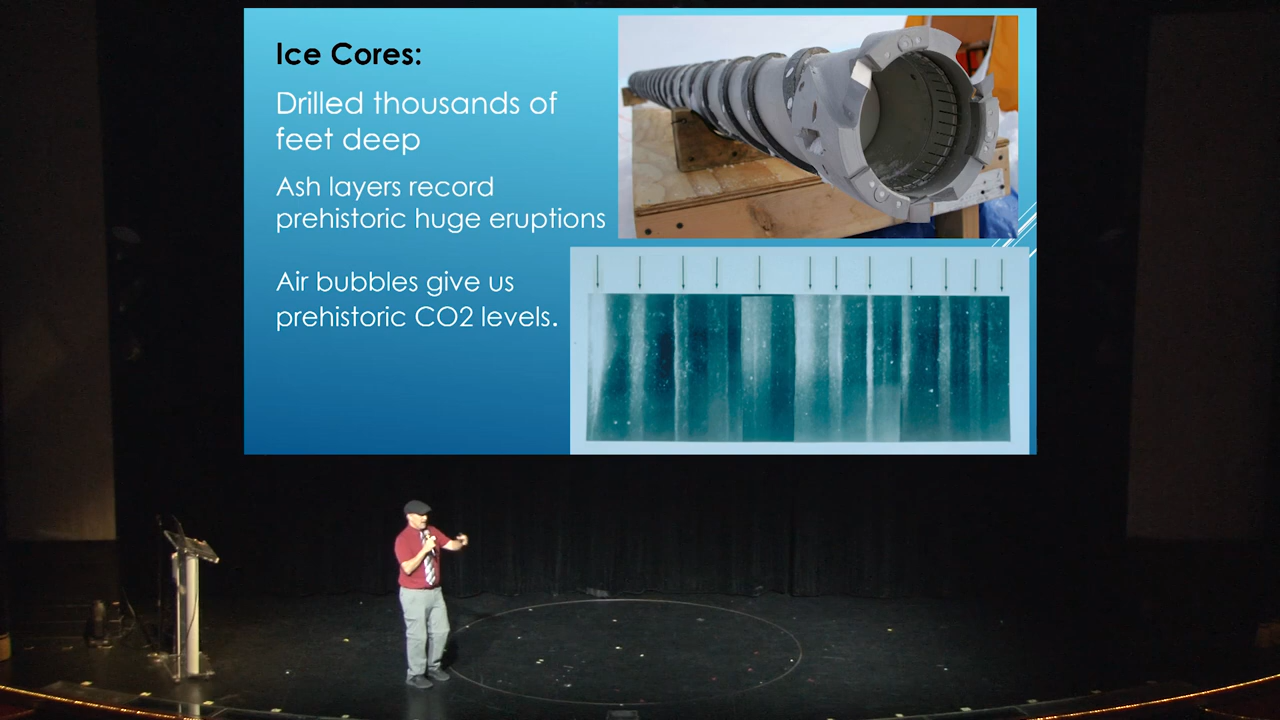 Ice Cores:
Drilled thousands of
feet deep
Ash layers record
prehistoric huge eruptions
Air bubbles give us
prehistoric CO2 levels.